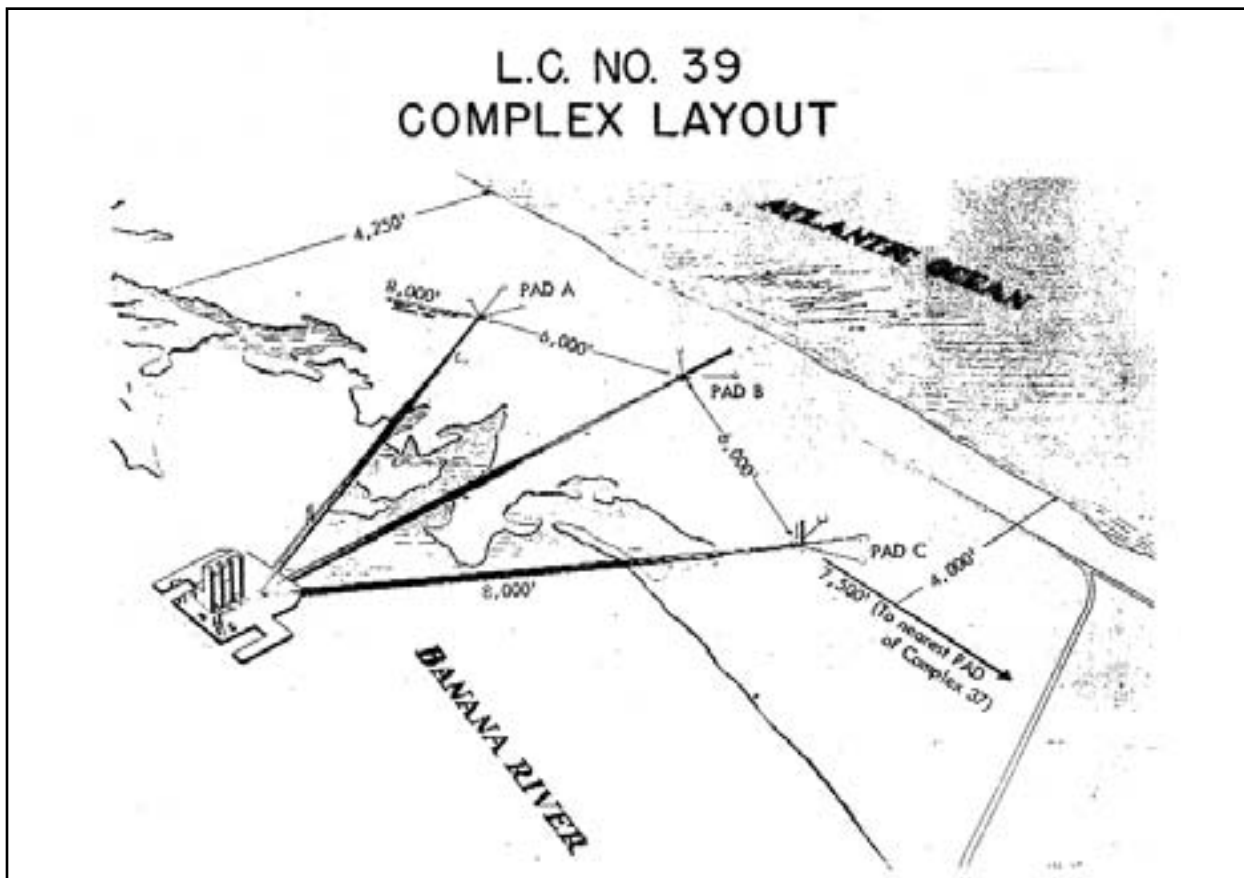 L.C. NO. 39
COMPLEX LAYOUT
ATLANTIC OCEAN
4,250'
8,000'
PAD A
6,000'
PAD B
6,000'
PAD C
8,000'
4,000'
7,500' (To nearest PAD
of Complex 37)
BANANA RIVER